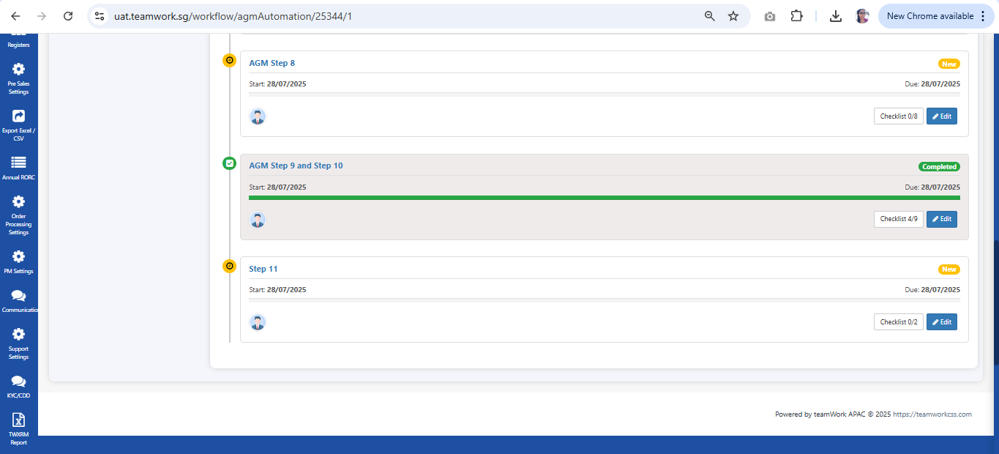 uat.teamwork.sg/workflow/agmAutomation/25344/1
New Chrome available
Registers
Pre Sales
Settings
Export Excel /
CSV
Annual RORC
Order
Processing
Settings
PM Settings
Communicatio
Support
Settings
KYC/CDD
TWXRM
Report
AGM Step 8
New
Start: 28/07/2025
Due: 28/07/2025
Checklist 0/8
Edit
AGM Step 9 and Step 10
Completed
Start: 28/07/2025
Due: 28/07/2025
Checklist 4/9
Edit
Step 11
New
Start: 28/07/2025
Due: 28/07/2025
Checklist 0/2
Edit
Powered by teamWork APAC © 2025 https://teamworkcss.com